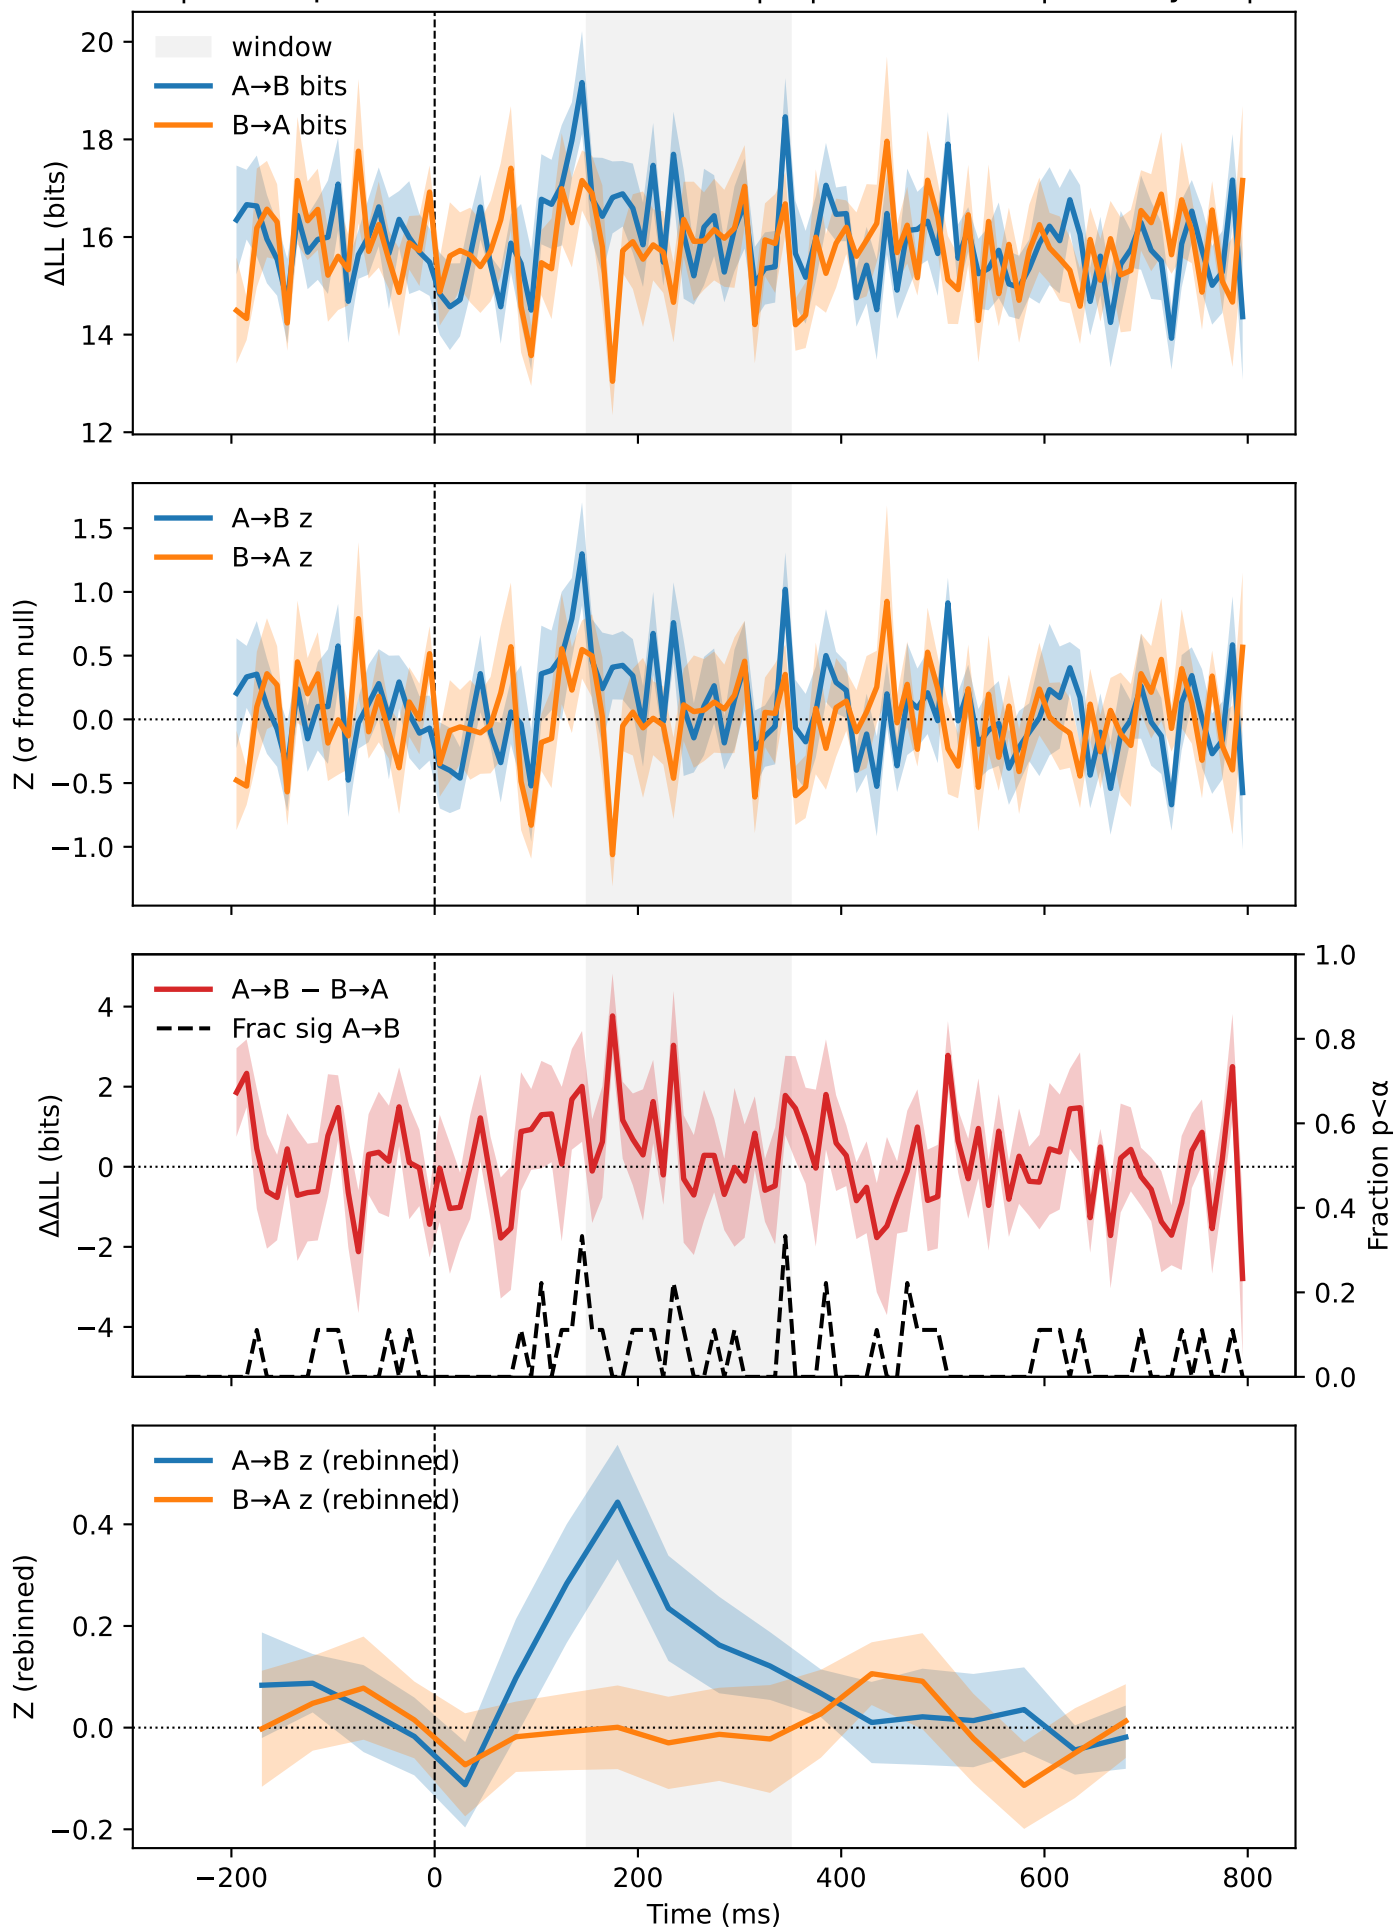 20
18
16
14
12
ΔLL (bits)
window
A→B bits
B→A bits
1.5
1.0
0.5
0.0
−0.5
−1.0
Z (σ from null)
A→B z
B→A z
4
2
0
−2
−4
ΔΔLL (bits)
A→B − B→A
Frac sig A→B
1.0
0.8
0.6
0.4
0.2
0.0
Fraction p<α
0.4
0.2
0.0
−0.2
Z (rebinned)
A→B z (rebinned)
B→A z (rebinned)
−200 0 200 400 600 800
Time (ms)